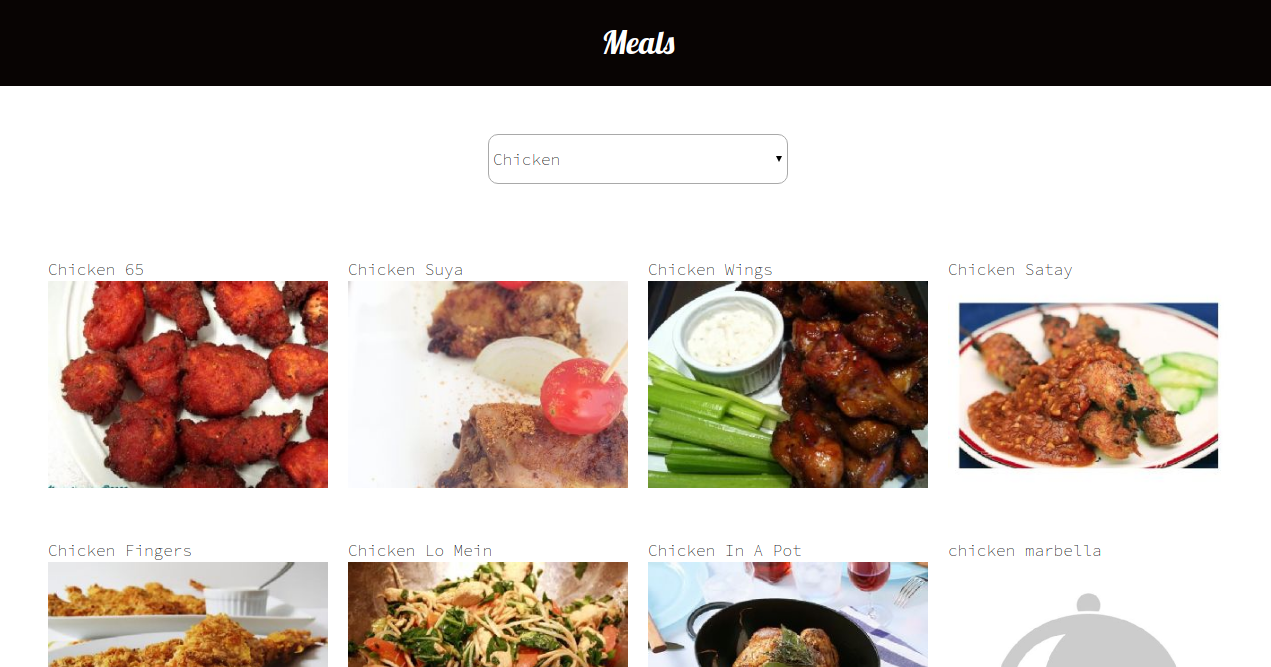 Meals
Chicken
Chicken 65
Chicken Suya
Chicken Wings
Chicken Satay
Chicken Fingers
Chicken Lo Mein
Chicken In A Pot
chicken marbella